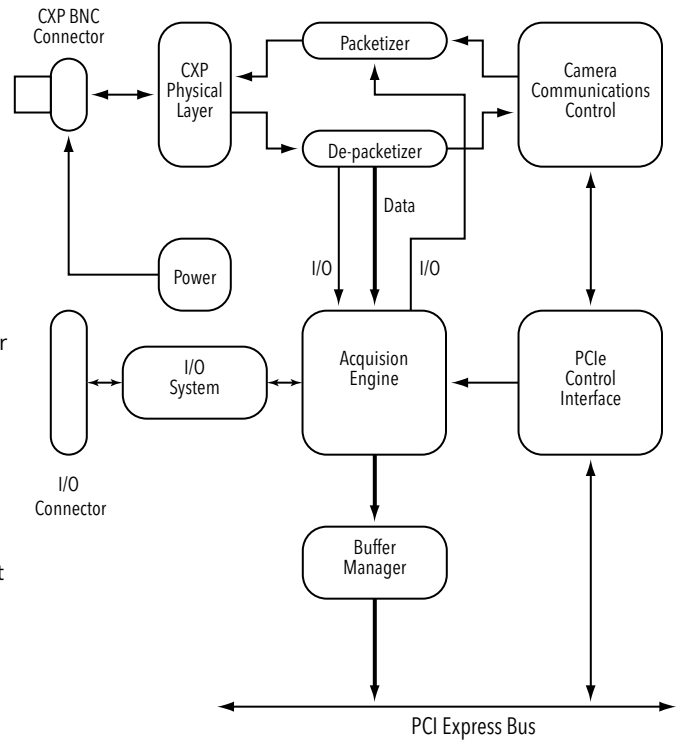 CXP BNC
Connector
CXP
Physical
Layer
Packetizer
Camera
Communications
Control
De-packetizer
Data
Power
I/O
I/O
r
I/O
System
Acquision
Engine
PCIe
Control
Interface
I/O
Connector
Buffer
Manager
t
PCI Express Bus